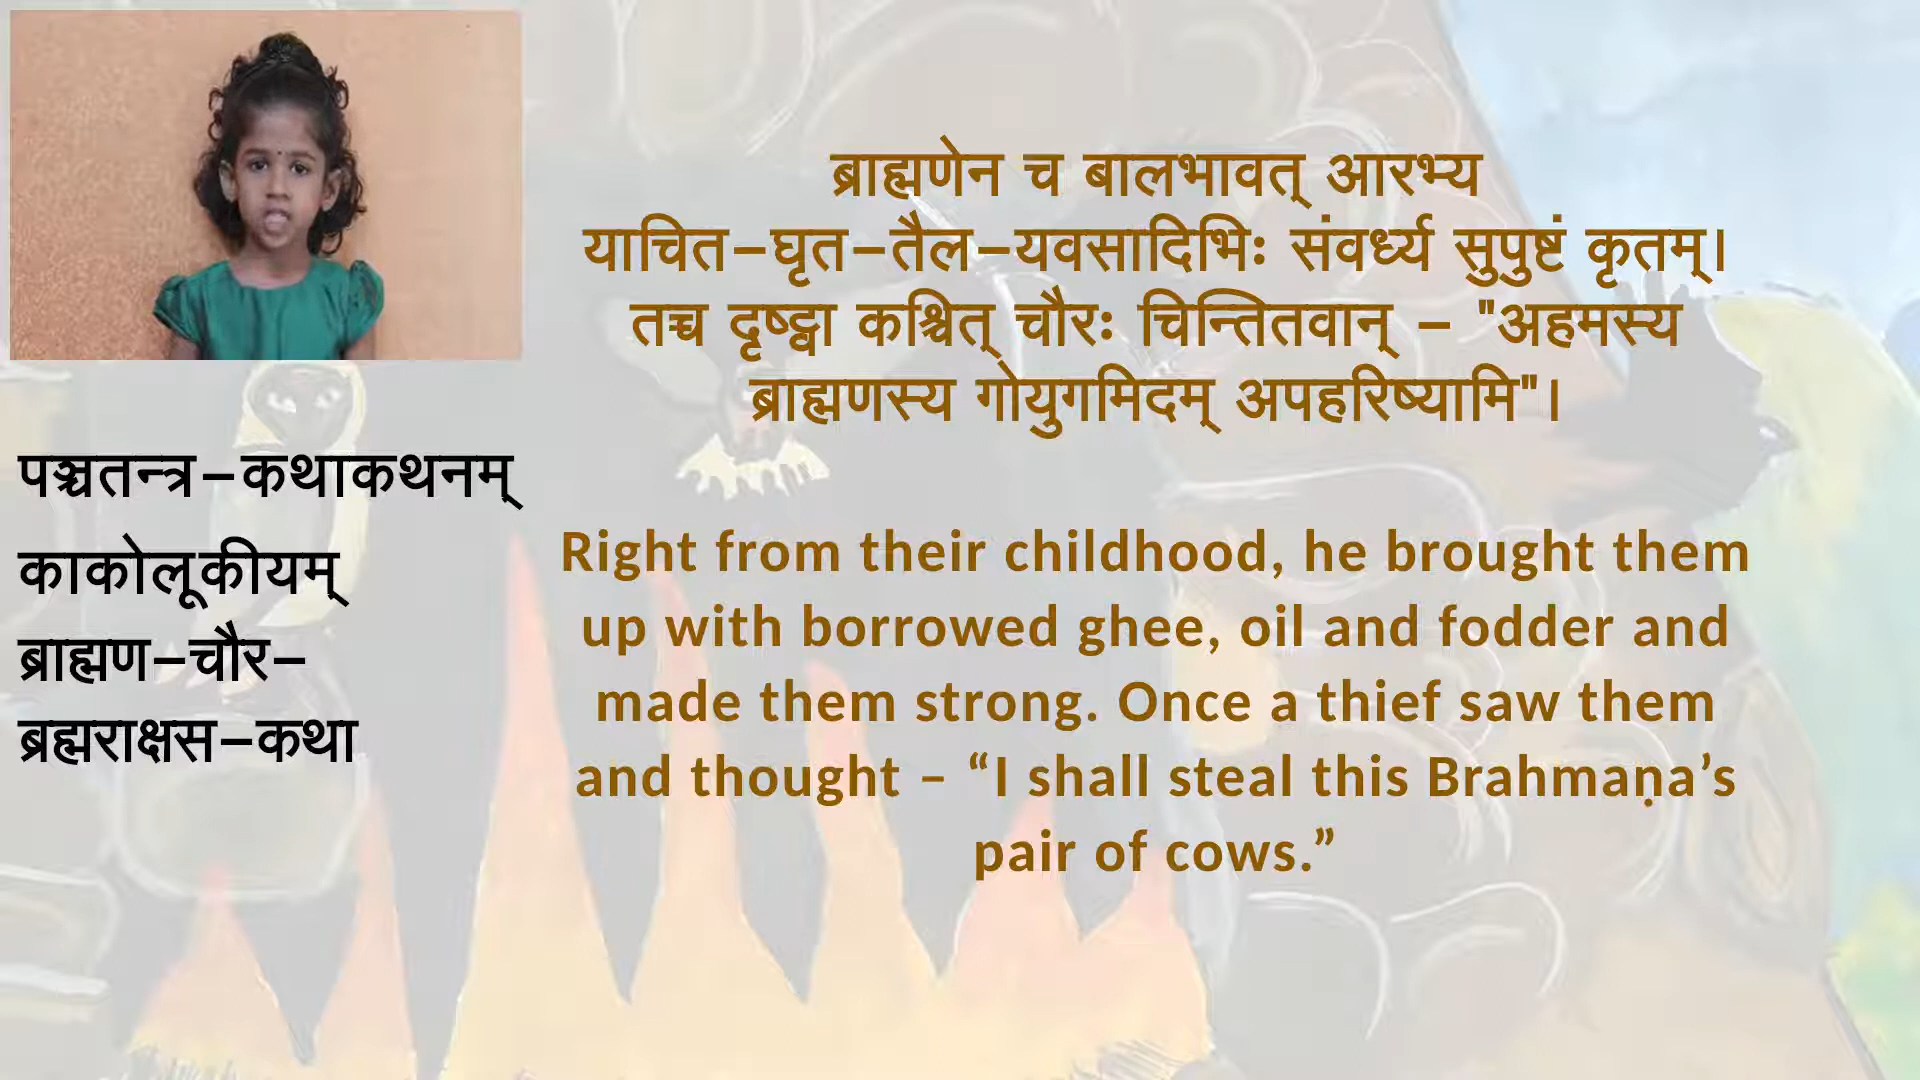 पञ्चतन्त्र–कथाकथनम्
काकोलूकीयम्
ब्राह्मण–चौर–
ब्रह्मराक्षस–कथा
ब्राह्मणेन च बालभावत् आरभ्य
याचित–घृत–तैल–यवसादिभिः संवर्ध्य सुपुष्टं कृतम्।
तच्च दृष्ट्वा कश्चित् चौरः चिन्तितवान् – "अहमस्य
ब्राह्मणस्य गोयुगमिदम् अपहरिष्यामि"।
Right from their childhood, he brought them
up with borrowed ghee, oil and fodder and
made them strong. Once a thief saw them
and thought – “I shall steal this Brahmaṇa’s
pair of cows.”